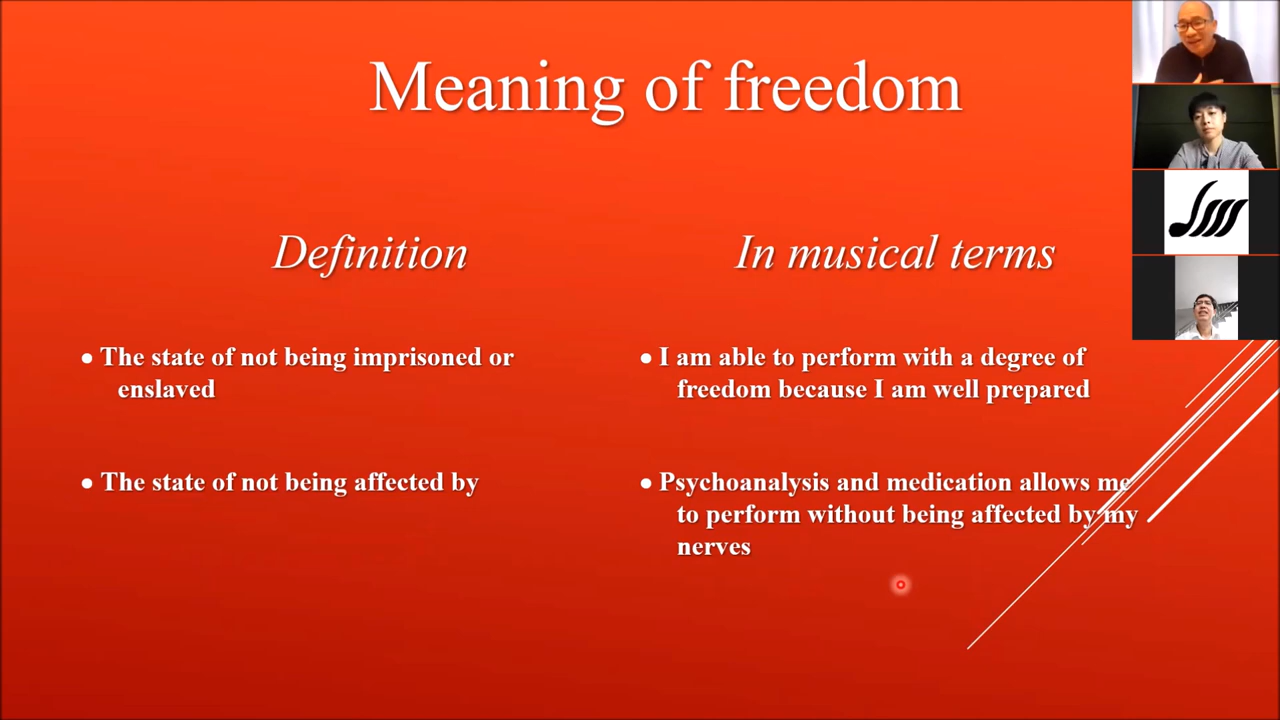 Meaning of freedom
Definition
● The state of not being imprisoned or
enslaved
● The state of not being affected by
In musical terms
● I am able to perform with a degree of
freedom because I am well prepared
● Psychoanalysis and medication allows me
to perform without being affected by my
nerves